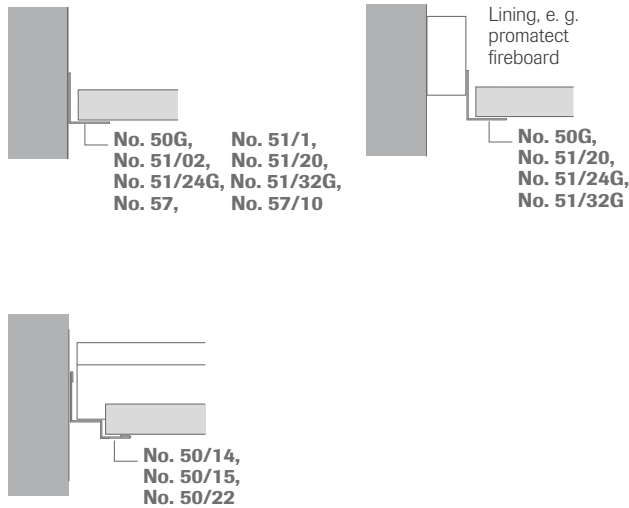 Lining, e. g.
promatect
fireboard
No. 50G, No. 51/1,
No. 51/02, No. 51/20,
No. 51/24G, No. 51/32G,
No. 57, No. 57/10
No. 50G,
No. 51/20,
No. 51/24G,
No. 51/32G
No. 50/14,
No. 50/15,
No. 50/22